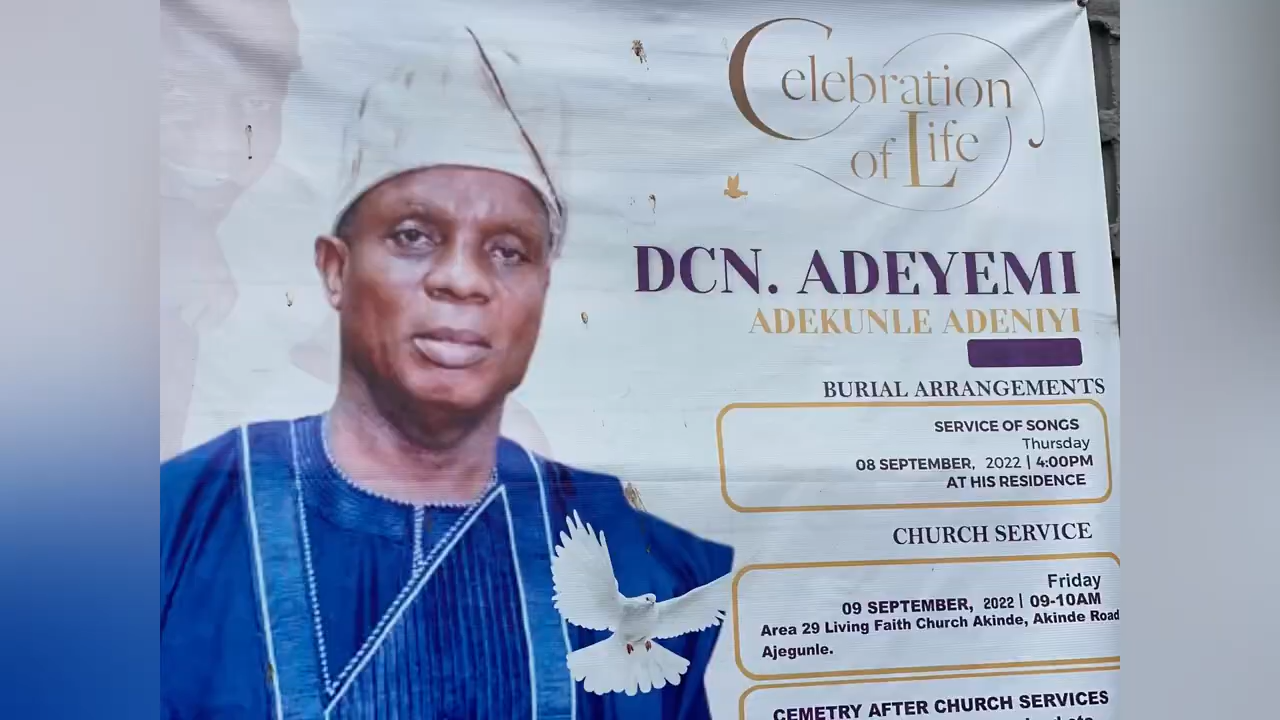 Celebration
of Life
DCN. ADEYEMI
ADEKUNLE ADENIYI
BURIAL ARRANGEMENTS
SERVICE OF SONGS
Thursday
08 SEPTEMBER, 2022 | 4:00PM
AT HIS RESIDENCE
CHURCH SERVICE
Friday
09 SEPTEMBER, 2022 | 09-10AM
Area 29 Living Faith Church Akinde, Akinde Road
Ajegunle.
CEMETRY AFTER CHURCH SERVICES